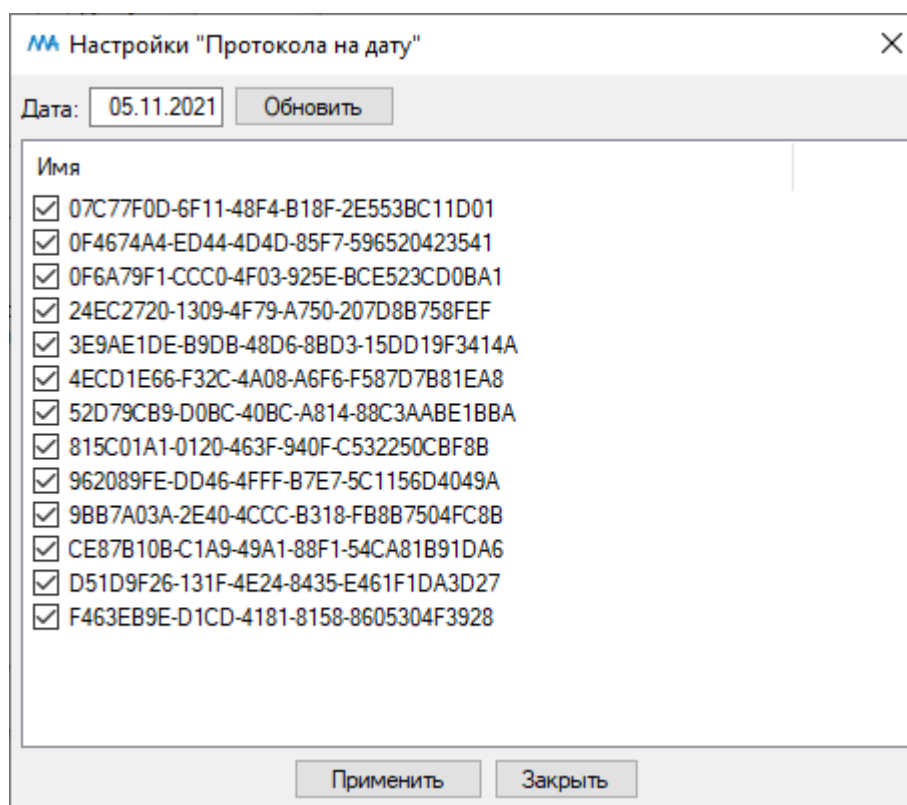 Настройки "Протокола на дату"
Дата: 05.11.2021 Обновить
Имя
07C77F0D-6F11-48F4-B18F-2E553BC11D01
0F4674A4-ED44-4D4D-85F7-596520423541
0F6A79F1-CCC0-4F03-925E-BCE523CD0BA1
24EC2720-1309-4F79-A750-207D8B758FEF
3E9AE1DE-B9DB-48D6-8BD3-15DD19F3414A
4ECD1E66-F32C-4A08-A6F6-F587D7B81EA8
52D79CB9-D0BC-40BC-A814-88C3AABE1BBA
815C01A1-0120-463F-940F-C532250CBF8B
962089FE-DD46-4FFF-B7E7-5C1156D4049A
9BB7A03A-2E40-4CCC-B318-FB8B7504FC8B
CE87B10B-C1A9-49A1-88F1-54CA81B91DA6
D51D9F26-131F-4E24-8435-E461F1DA3D27
F463EB9E-D1CD-4181-8158-8605304F3928
Применить Закрыть